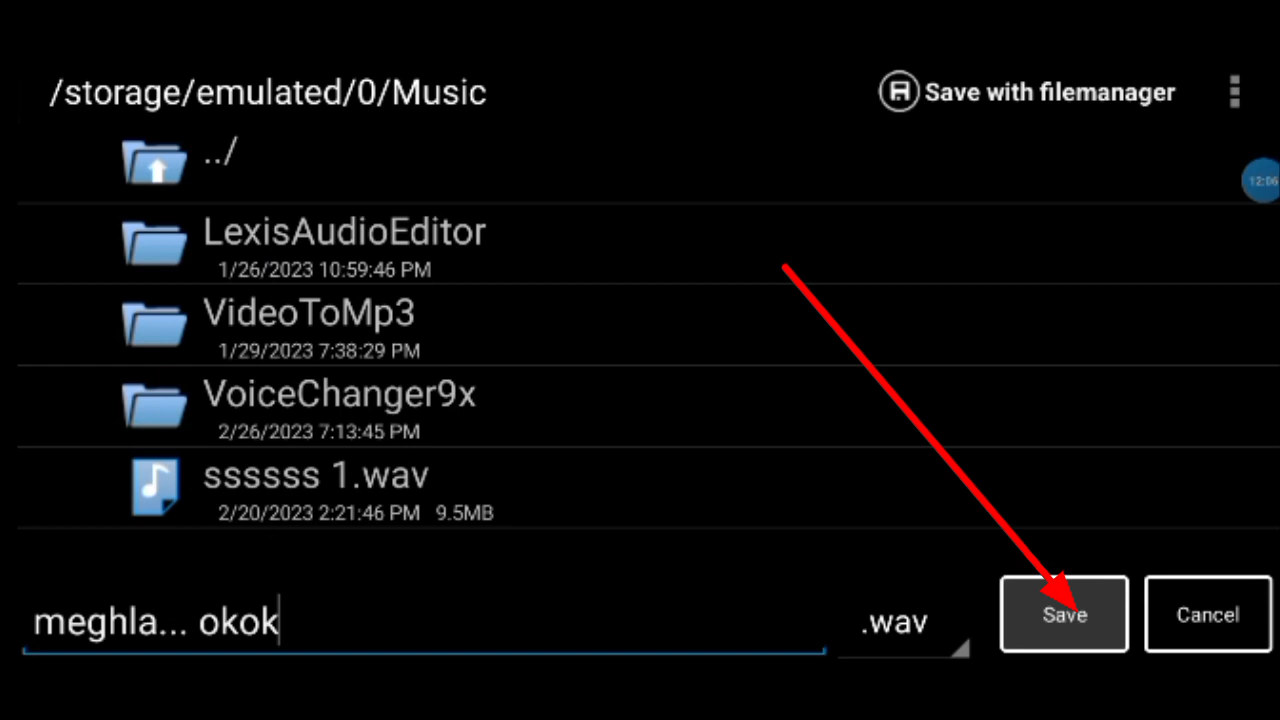 /storage/emulated/0/Music
Save with filemanager
../
12:06
LexisAudioEditor
1/26/2023 10:59:46 PM
VideoToMp3
1/29/2023 7:38:29 PM
VoiceChanger9x
2/26/2023 7:13:45 PM
ssssss 1.wav
2/20/2023 2:21:46 PM 9.5MB
meghla... okok
.wav
Save
Cancel